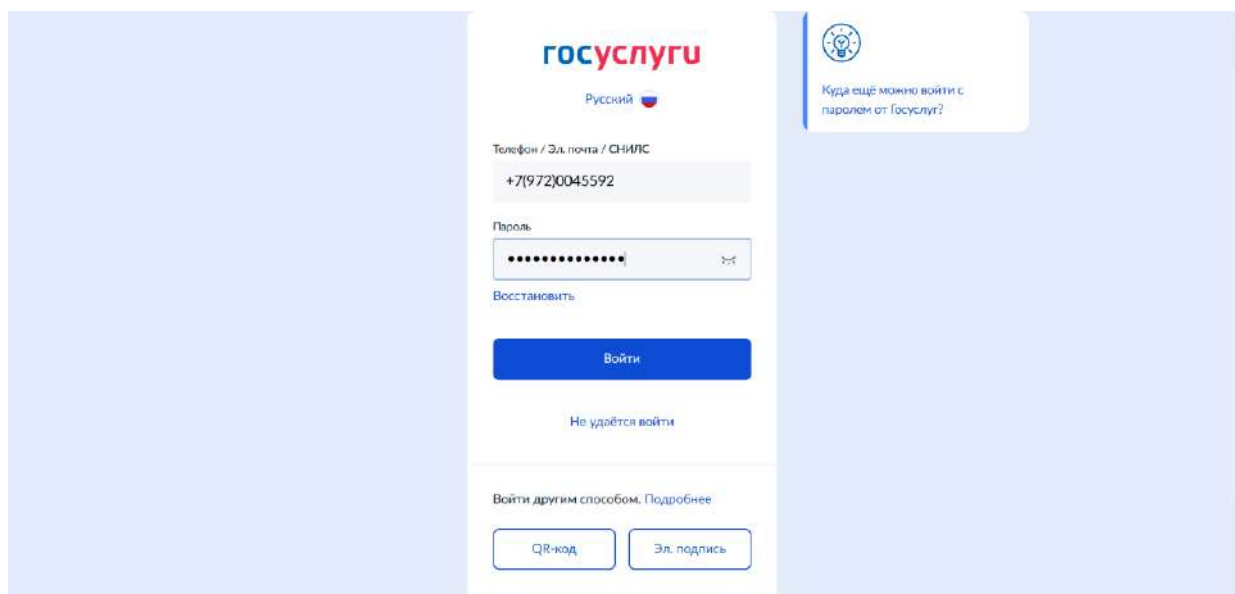 госуслуги
Русский
Телефон / Эл. почта / СНИЛС
+7(972)0045592
Пароль
••••••••••••••
Восстановить
Войти
Не удаётся войти
Войти другим способом. Подробнее
QR-код
Эл. подпись
Куда ещё можно войти с
паролем от Госуслуг?